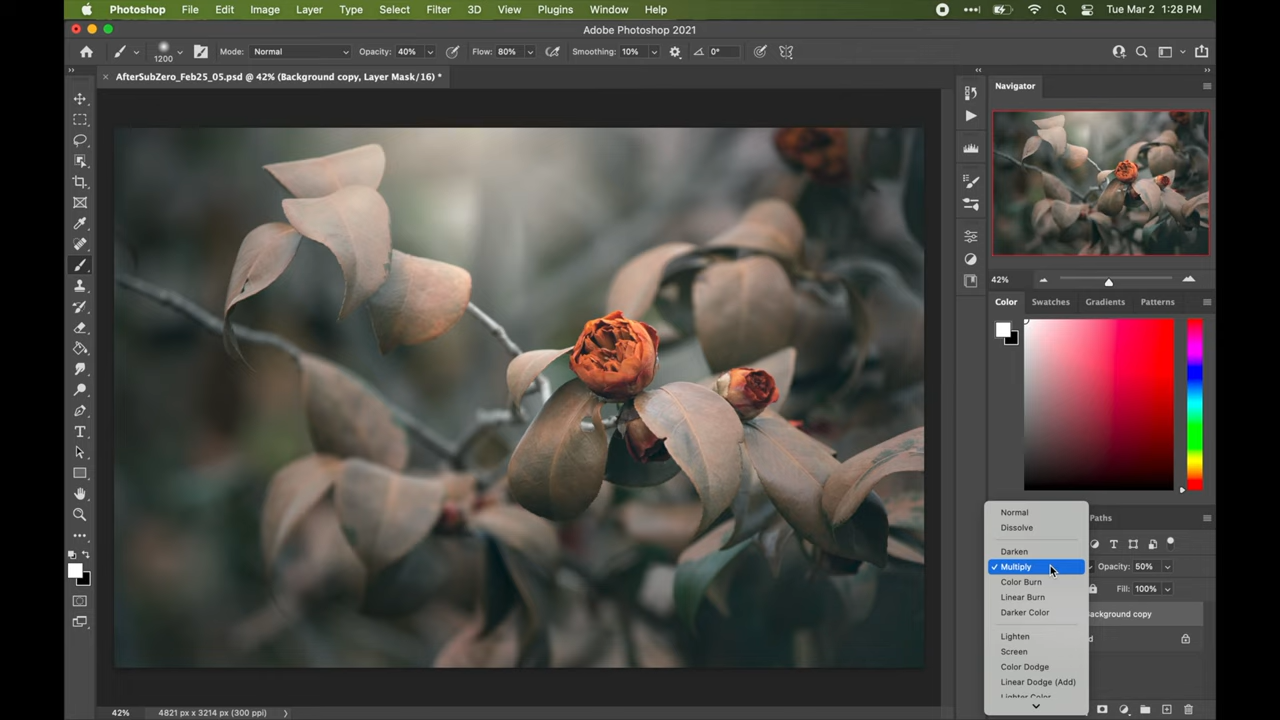 Photoshop File Edit Image Layer Type Select Filter 3D View Plugins Window Help Tue Mar 2 1:28 PM
Adobe Photoshop 2021
1200 Mode: Normal Opacity: 40% Flow: 80% Smoothing: 10% 0°
AfterSubZero_Feb25_05.psd @ 42% (Background copy, Layer Mask/16) *
Navigator
42%
Color Swatches Gradients Patterns
Paths
Normal
Dissolve
Darken
Opacity: 50%
✓ Multiply
Color Burn
Fill: 100%
Linear Burn
Darker Color
ackground copy
Lighten
d
Screen
Color Dodge
Linear Dodge (Add)
Lighter Color
42% 4821 px x 3214 px (300 ppi)